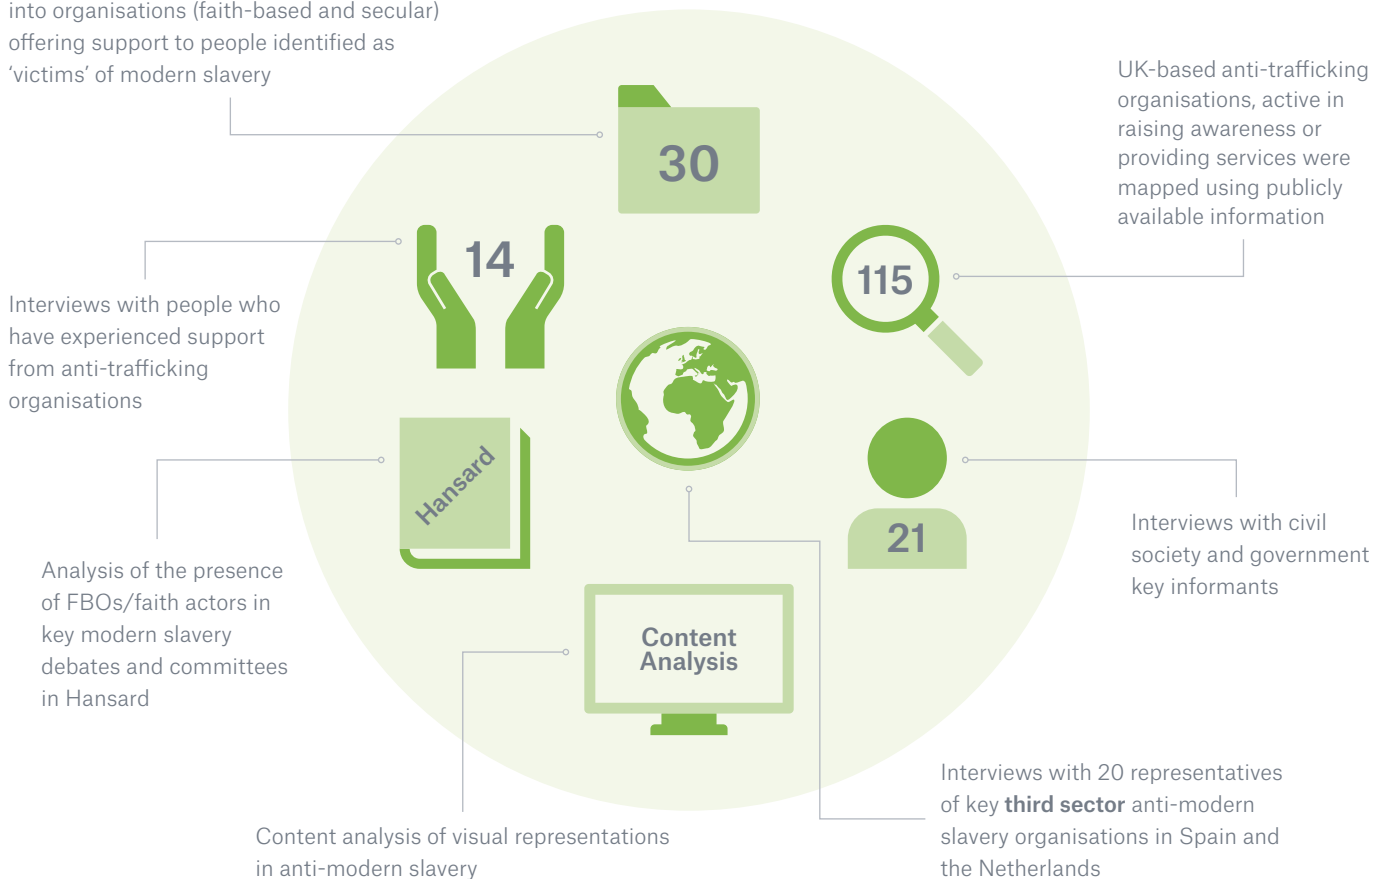 into organisations (faith-based and secular)
offering support to people identified as
‘victims’ of modern slavery
30
UK-based anti-trafficking
organisations, active in
raising awareness or
providing services were
mapped using publicly
available information
115
14
Interviews with people who
have experienced support
from anti-trafficking
organisations
Hansard
Analysis of the presence
of FBOs/faith actors in
key modern slavery
debates and committees
in Hansard
21
Interviews with civil
society and government
key informants
Content
Analysis
Content analysis of visual representations
in anti-modern slavery
Interviews with 20 representatives
of key third sector anti-modern
slavery organisations in Spain and
the Netherlands